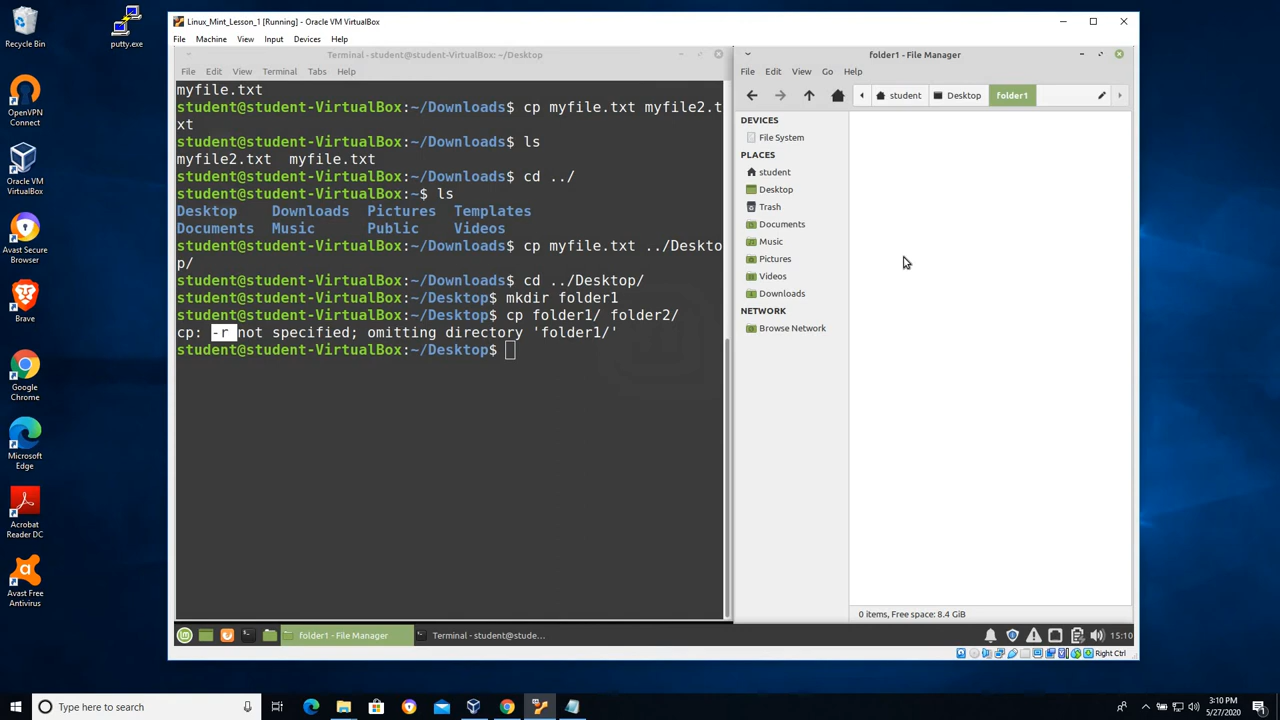 Linux_Mint_Lesson_1 [Running] - Oracle VM VirtualBox
File Machine View Input Devices Help
Recycle Bin
putty.exe
OpenVPN
Connect
Oracle VM
VirtualBox
Avast Secure
Browser
Brave
Google
Chrome
Microsoft
Edge
Acrobat
Reader DC
Avast Free
Antivirus
Terminal - student@student-VirtualBox: ~/Desktop
File Edit View Terminal Tabs Help
myfile.txt
student@student-VirtualBox:~/Downloads$ cp myfile.txt myfile2.t
xt
student@student-VirtualBox:~/Downloads$ ls
myfile2.txt myfile.txt
student@student-VirtualBox:~/Downloads$ cd ../
student@student-VirtualBox:~$ ls
Desktop Downloads Pictures Templates
Documents Music Public Videos
student@student-VirtualBox:~/Downloads$ cp myfile.txt ../Deskto
p/
student@student-VirtualBox:~/Downloads$ cd ../Desktop/
student@student-VirtualBox:~/Desktop$ mkdir folder1
student@student-VirtualBox:~/Desktop$ cp folder1/ folder2/
cp: -r not specified; omitting directory 'folder1/'
student@student-VirtualBox:~/Desktop$
folder1 - File Manager
File Edit View Go Help
student Desktop folder1
DEVICES
File System
PLACES
student
Desktop
Trash
Documents
Music
Pictures
Videos
Downloads
NETWORK
Browse Network
0 items, Free space: 8.4 GiB
folder1 - File Manager
Terminal - student@stude...
15:10
Right Ctrl
Type here to search
3:10 PM
5/27/2020
1